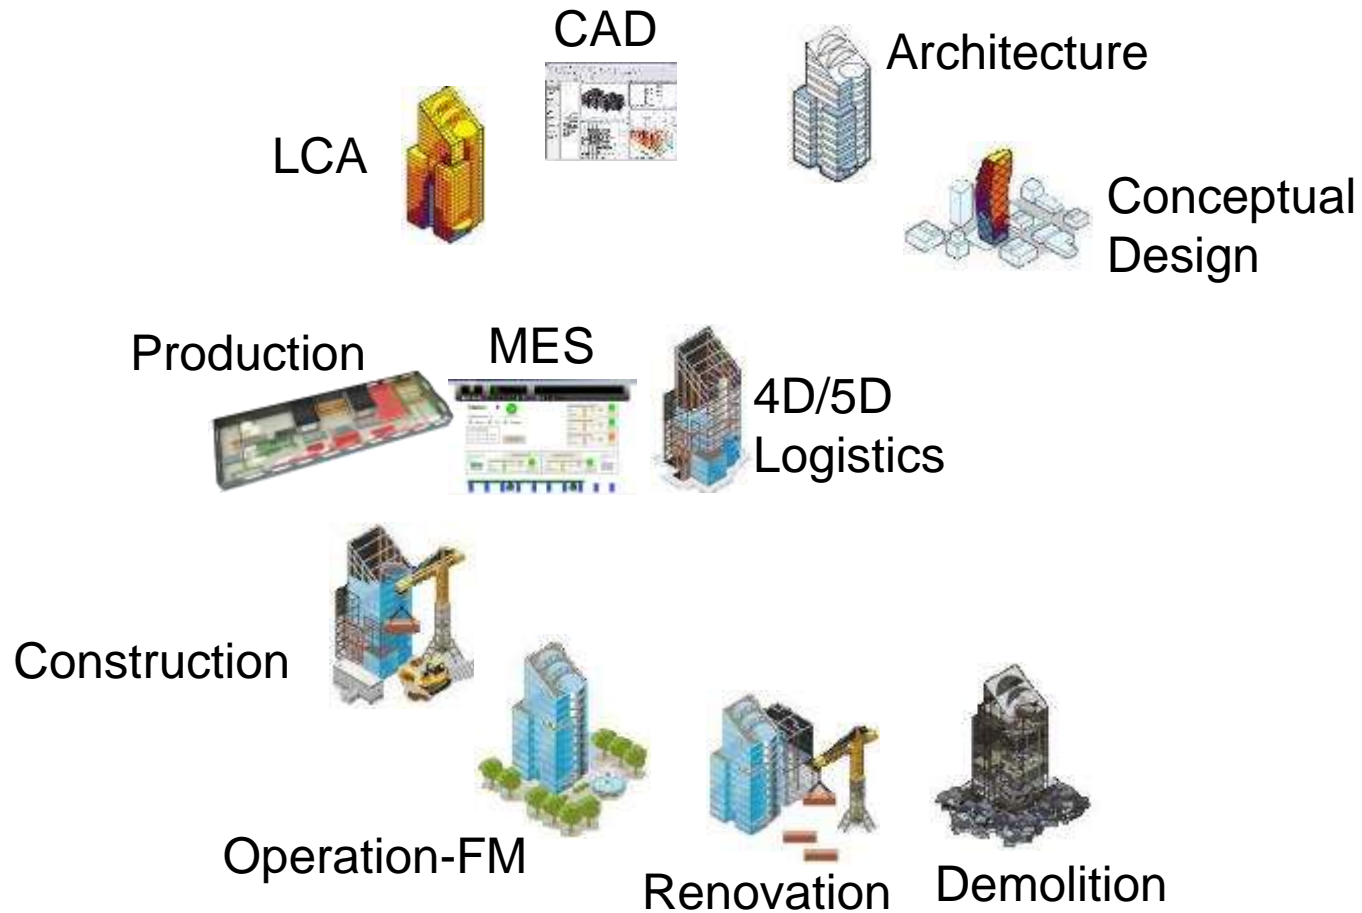 CAD
Architecture
LCA
Conceptual
Design
Production
MES
4D/5D
Logistics
Construction
Operation-FM
Renovation
Demolition